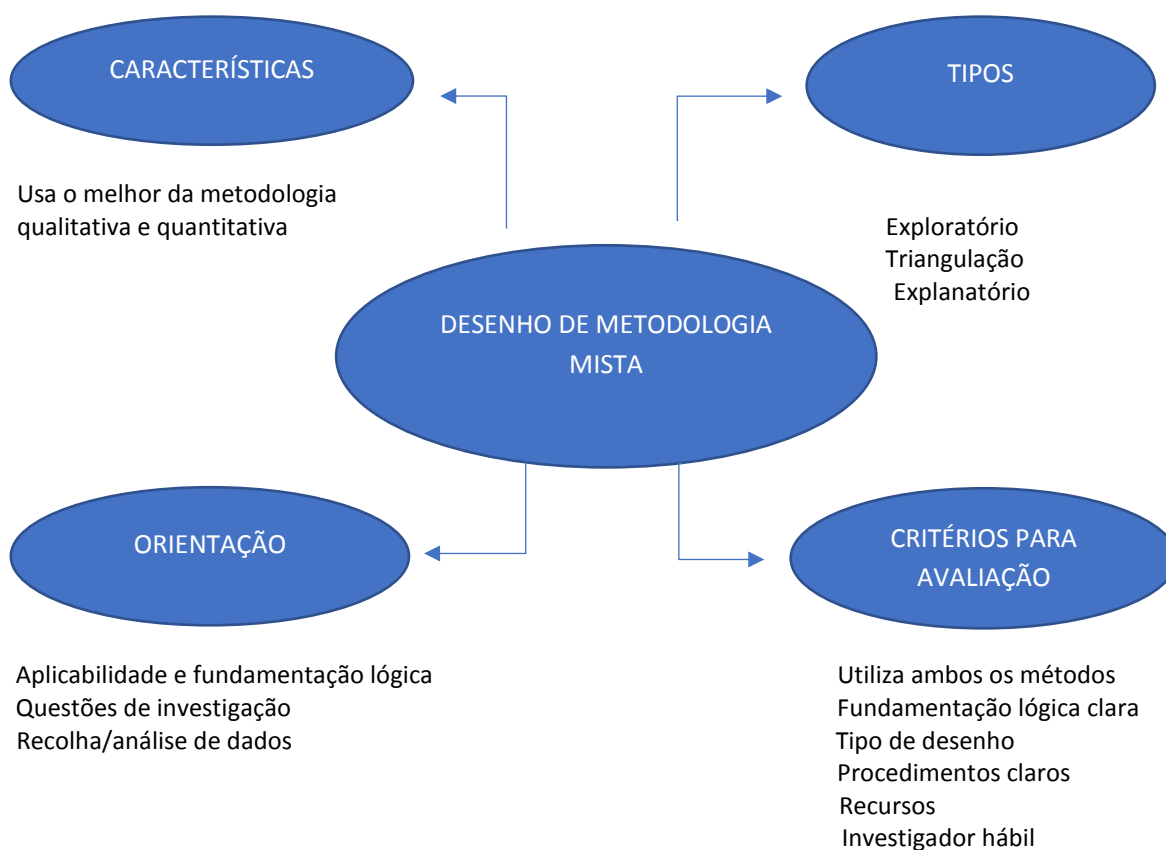 CARACTERÍSTICAS
Usa o melhor da metodologia
qualitativa e quantitativa
TIPOS
Exploratório
Triangulação
Explanatório
DESENHO DE METODOLOGIA
MISTA
ORIENTAÇÃO
Aplicabilidade e fundamentação lógica
Questões de investigação
Recolha/análise de dados
CRITÉRIOS PARA
AVALIAÇÃO
Utiliza ambos os métodos
Fundamentação lógica clara
Tipo de desenho
Procedimentos claros
Recursos
Investigador hábil